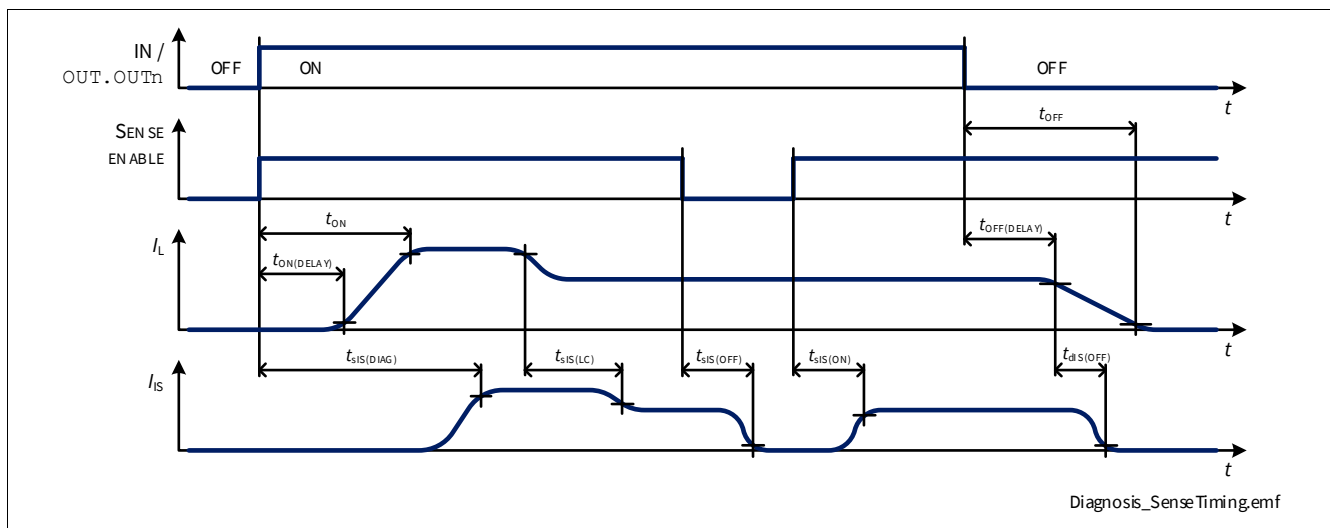 IN /
OUT.OUTn
OFF
ON
OFF
t
SENSE
ENABLE
tOFF
t
IL
tON
tON(DELAY)
tOFF(DELAY)
t
IIS
tsIS(DIAG)
tsIS(LC)
tsIS(OFF)
tsIS(ON)
tdIS(OFF)
t
Diagnosis_SenseTiming.emf